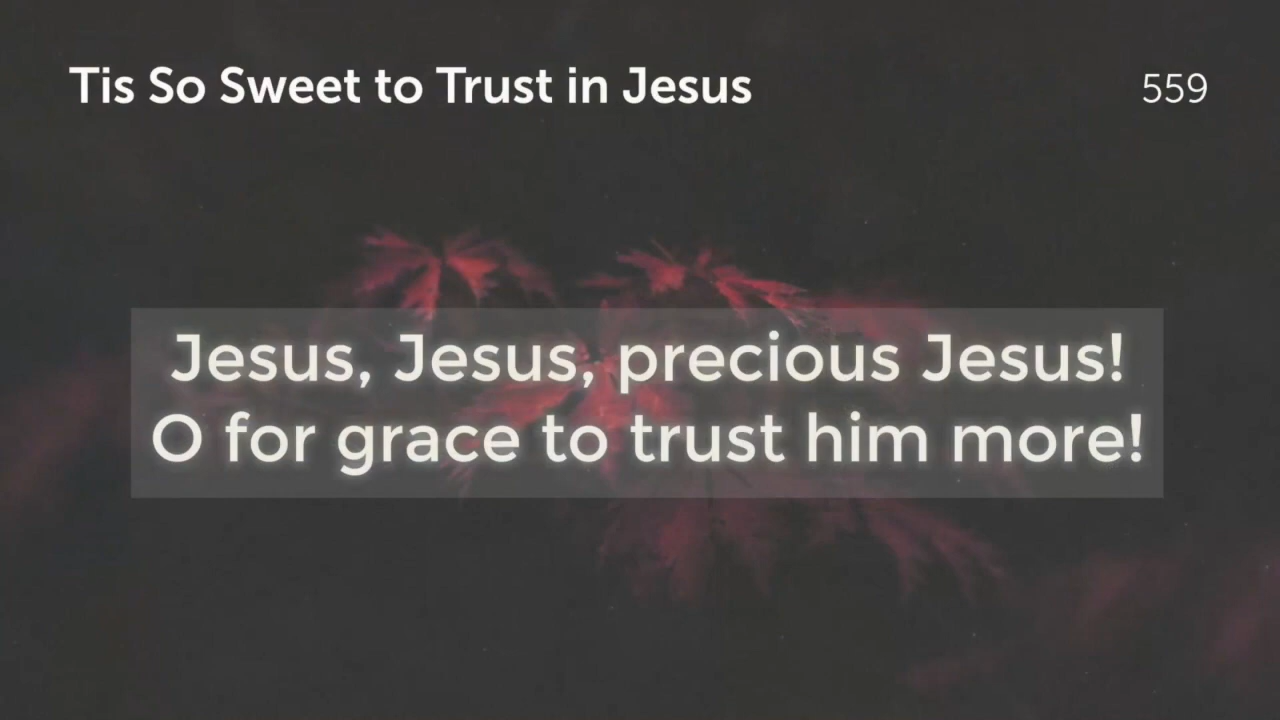 Tis So Sweet to Trust in Jesus
559
Jesus, Jesus, precious Jesus!
O for grace to trust him more!